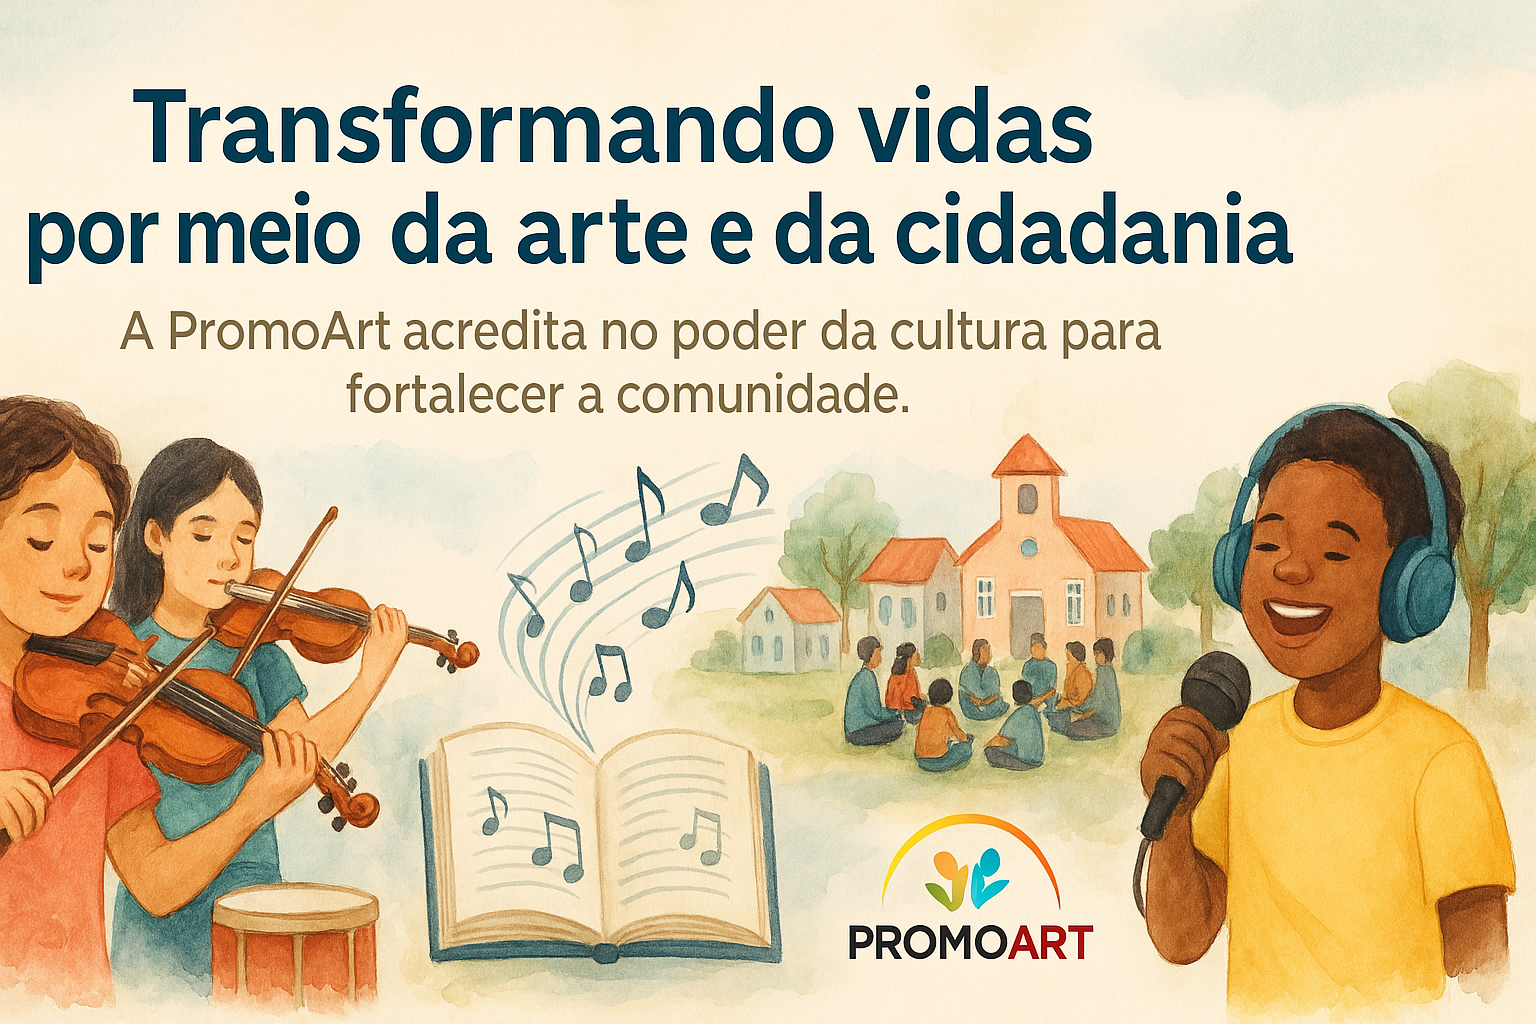 Transformando vidas
por meio da arte e da cidadania
A PromoArt acredita no poder da cultura para
fortalecer a comunidade.
PROMOART